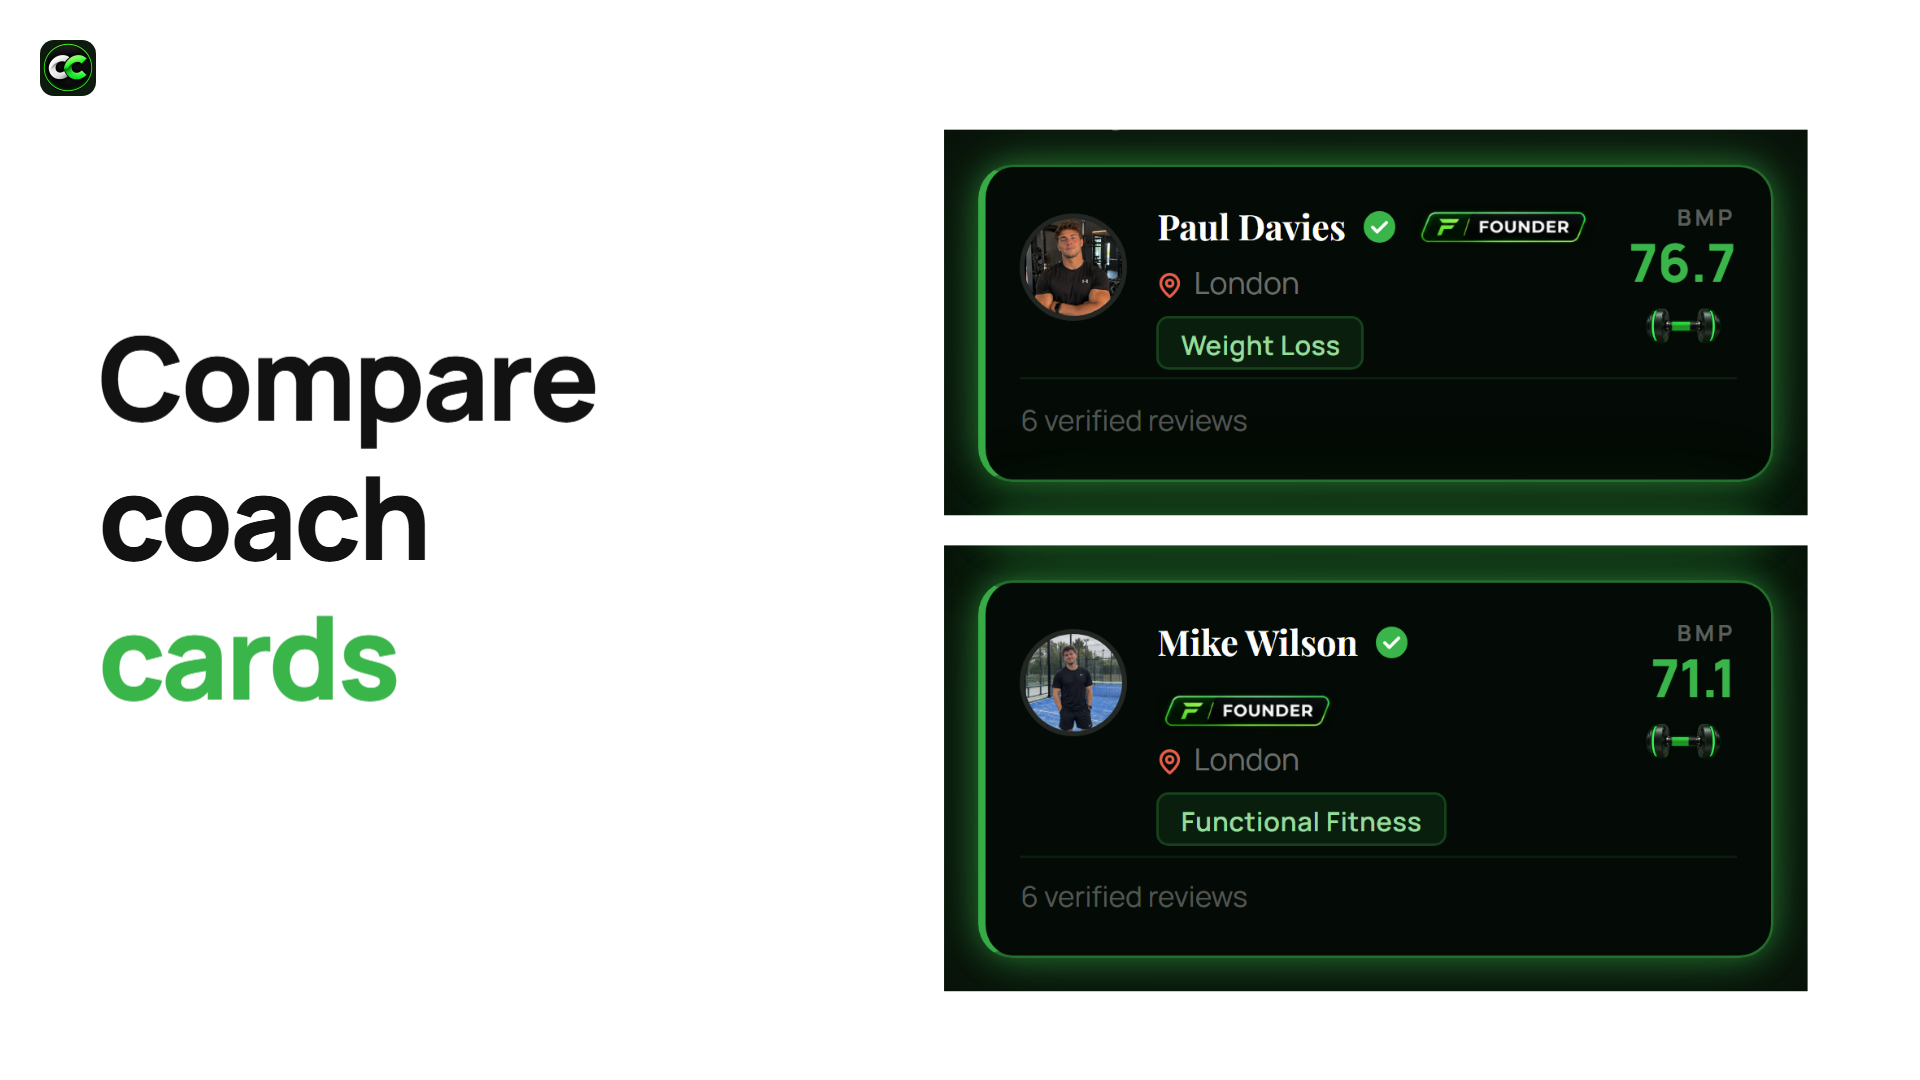 CC
Compare
coach
cards
Paul Davies
F / FOUNDER
BMP
76.7
London
Weight Loss
6 verified reviews
Mike Wilson
BMP
71.1
F / FOUNDER
London
Functional Fitness
6 verified reviews